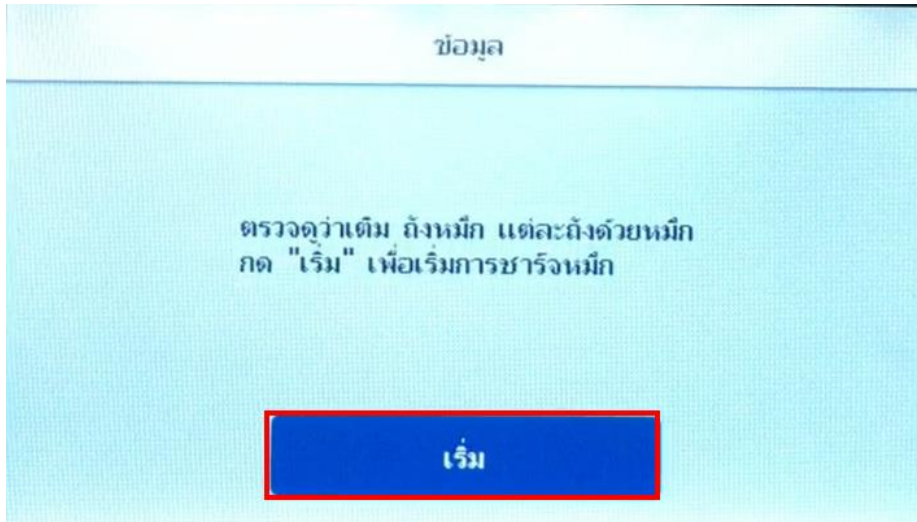 ข้อมูล
ตรวจดูว่าเติม ถังหมึก แต่ละถังด้วยหมึก
กด "เริ่ม" เพื่อเริ่มการชาร์จหมึก
เริ่ม